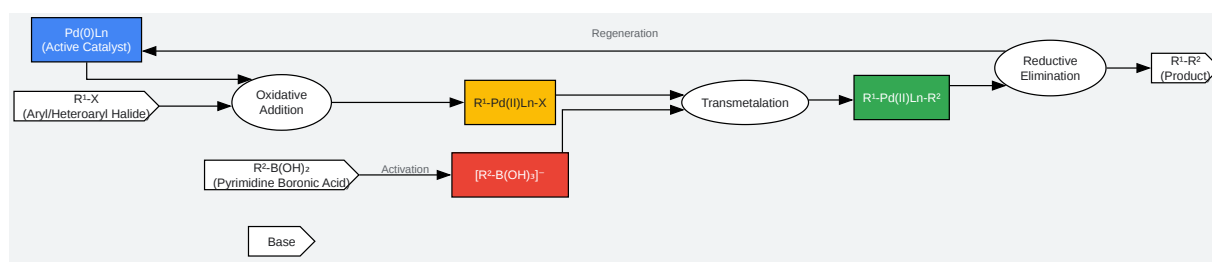 Pd(0)Ln
(Active Catalyst)
Regeneration
Reductive
Elimination
R¹-R²
(Product)
R¹-X
(Aryl/Heteroaryl Halide)
Oxidative
Addition
R¹-Pd(II)Ln-X
Transmetalation
R¹-Pd(II)Ln-R²
R²-B(OH)₂
(Pyrimidine Boronic Acid)
Activation
[R²-B(OH)₃]⁻
Base